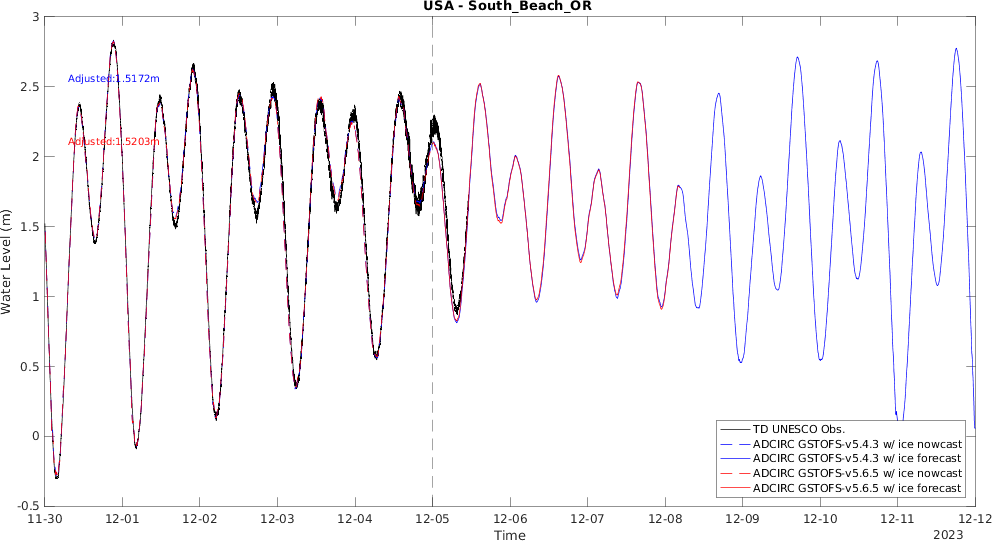 USA - South_Beach_OR
3
2.5
2
1.5
1
0.5
0
-0.5
Water Level (m)
Adjusted:1.5172m
Adjusted:1.5203m
TD UNESCO Obs.
ADCIRC GSTOFS-v5.4.3 w/ ice nowcast
ADCIRC GSTOFS-v5.4.3 w/ ice forecast
ADCIRC GSTOFS-v5.6.5 w/ ice nowcast
ADCIRC GSTOFS-v5.6.5 w/ ice forecast
11-30 12-01 12-02 12-03 12-04 12-05 12-06 12-07 12-08 12-09 12-10 12-11 12-12
Time
2023